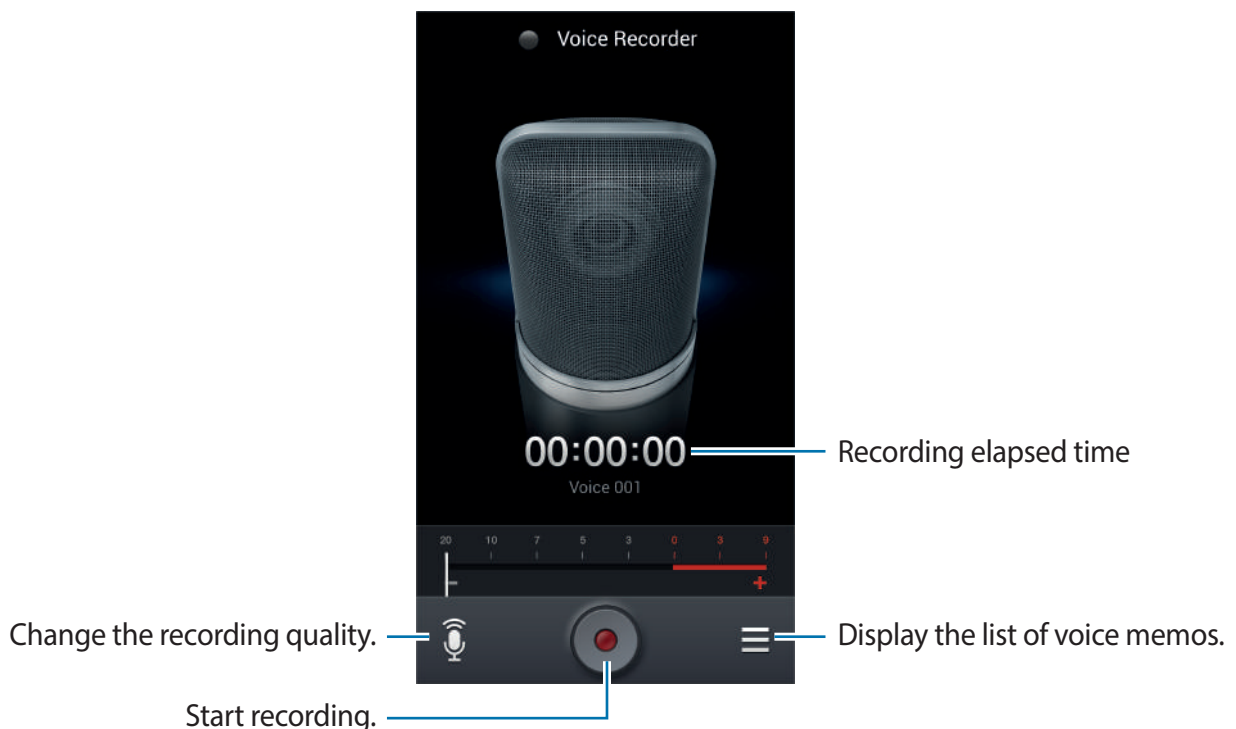 Voice Recorder
00:00:00
Recording elapsed time
Voice 001
20 10 7 5 3 0 3 9
- +
Change the recording quality.
Display the list of voice memos.
Start recording.